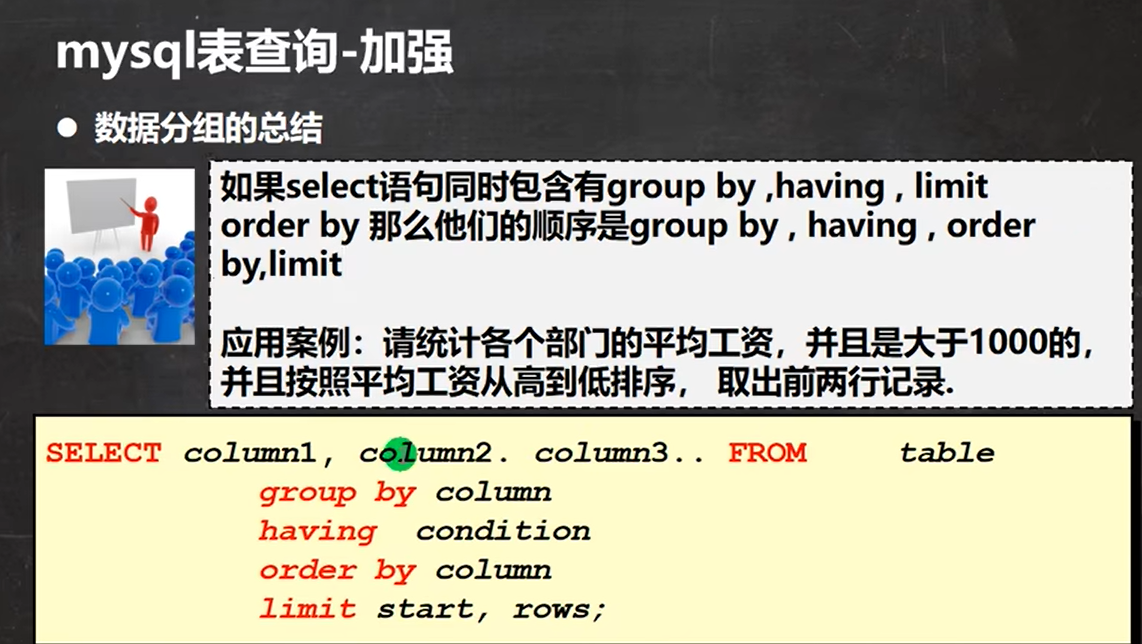 mysql表查询-加强
● 数据分组的总结
如果select语句同时包含有group by ,having , limit
order by 那么他们的顺序是group by , having , order
by,limit
应用案例：请统计各个部门的平均工资，并且是大于1000的，
并且按照平均工资从高到低排序， 取出前两行记录.
SELECT column1, column2. column3.. FROM table
group by column
having condition
order by column
limit start, rows;